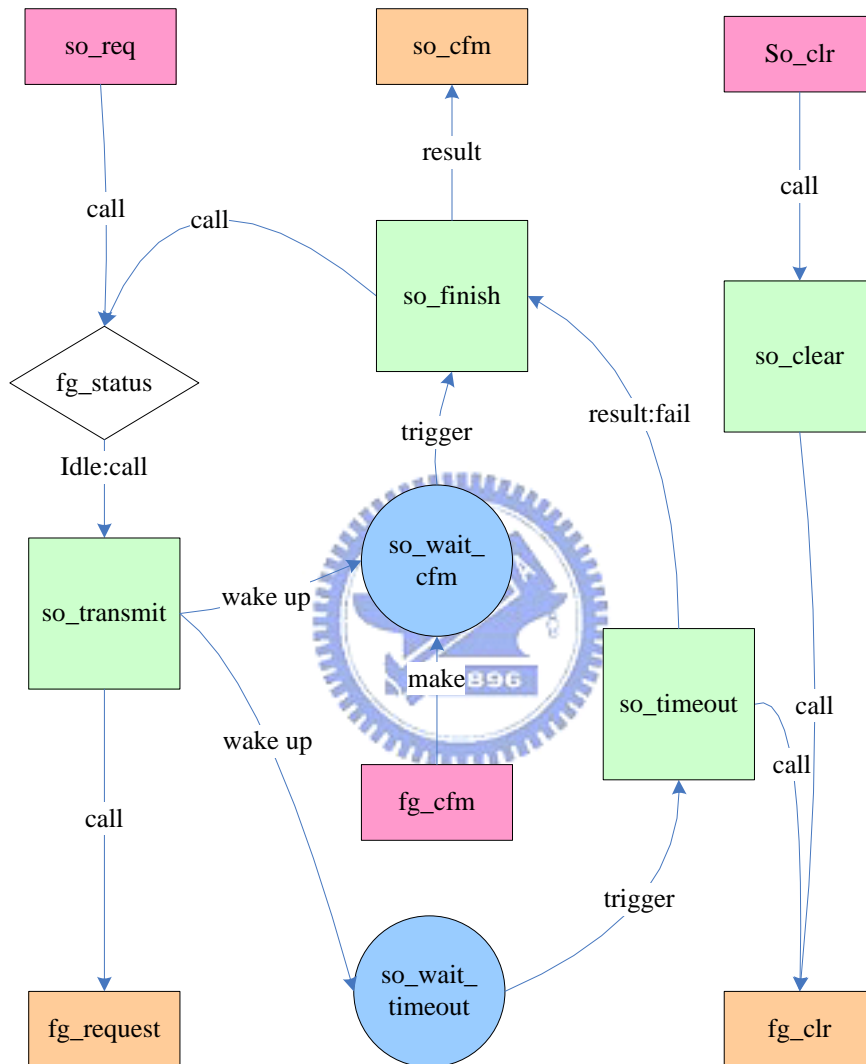 so_req
so_cfm
So_clr
result
call
call
call
so_finish
so_clear
fg_status
result:fail
trigger
Idle:call
so_wait_
cfm
so_transmit
wake up
896
make
so_timeout
call
wake up
call
fg_cfm
call
trigger
so_wait_
timeout
fg_request
fg_clr